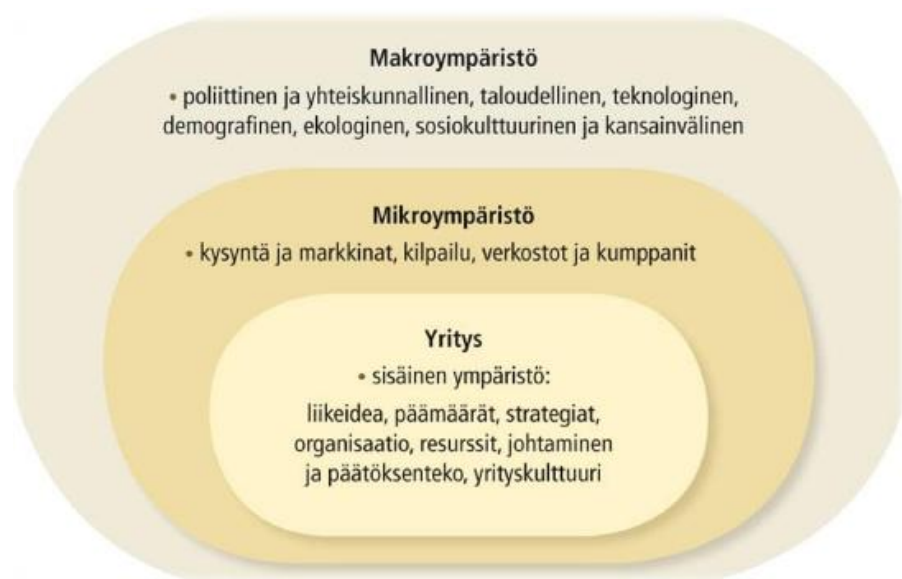 Makroympäristö
• poliittinen ja yhteiskunnallinen, taloudellinen, teknologinen,
demografinen, ekologinen, sosiokulttuurinen ja kansainvälinen
Mikroympäristö
• kysyntä ja markkinat, kilpailu, verkostot ja kumppanit
Yritys
• sisäinen ympäristö:
liikeidea, päämäärät, strategiat,
organisaatio, resurssit, johtaminen
ja päätöksenteko, yrityskulttuuri